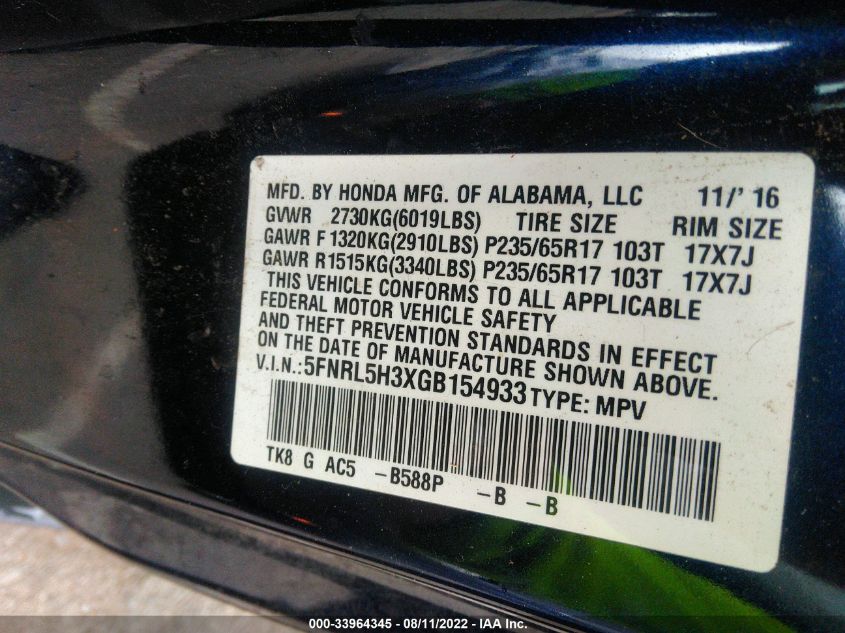 MFD. BY HONDA MFG. OF ALABAMA, LLC 11/' 16
GVWR 2730KG(6019LBS) TIRE SIZE RIM SIZE
GAWR F 1320KG(2910LBS) P235/65R17 103T 17X7J
GAWR R1515KG(3340LBS) P235/65R17 103T 17X7J
THIS VEHICLE CONFORMS TO ALL APPLICABLE
FEDERAL MOTOR VEHICLE SAFETY
AND THEFT PREVENTION STANDARDS IN EFFECT
ON THE DATE OF MANUFACTURE SHOWN ABOVE.
V.I.N.:5FNRL5H3XGB154933 TYPE: MPV
TK8 G AC5 -B588P -B -B
000-33964345 - 08/11/2022 - IAA Inc.